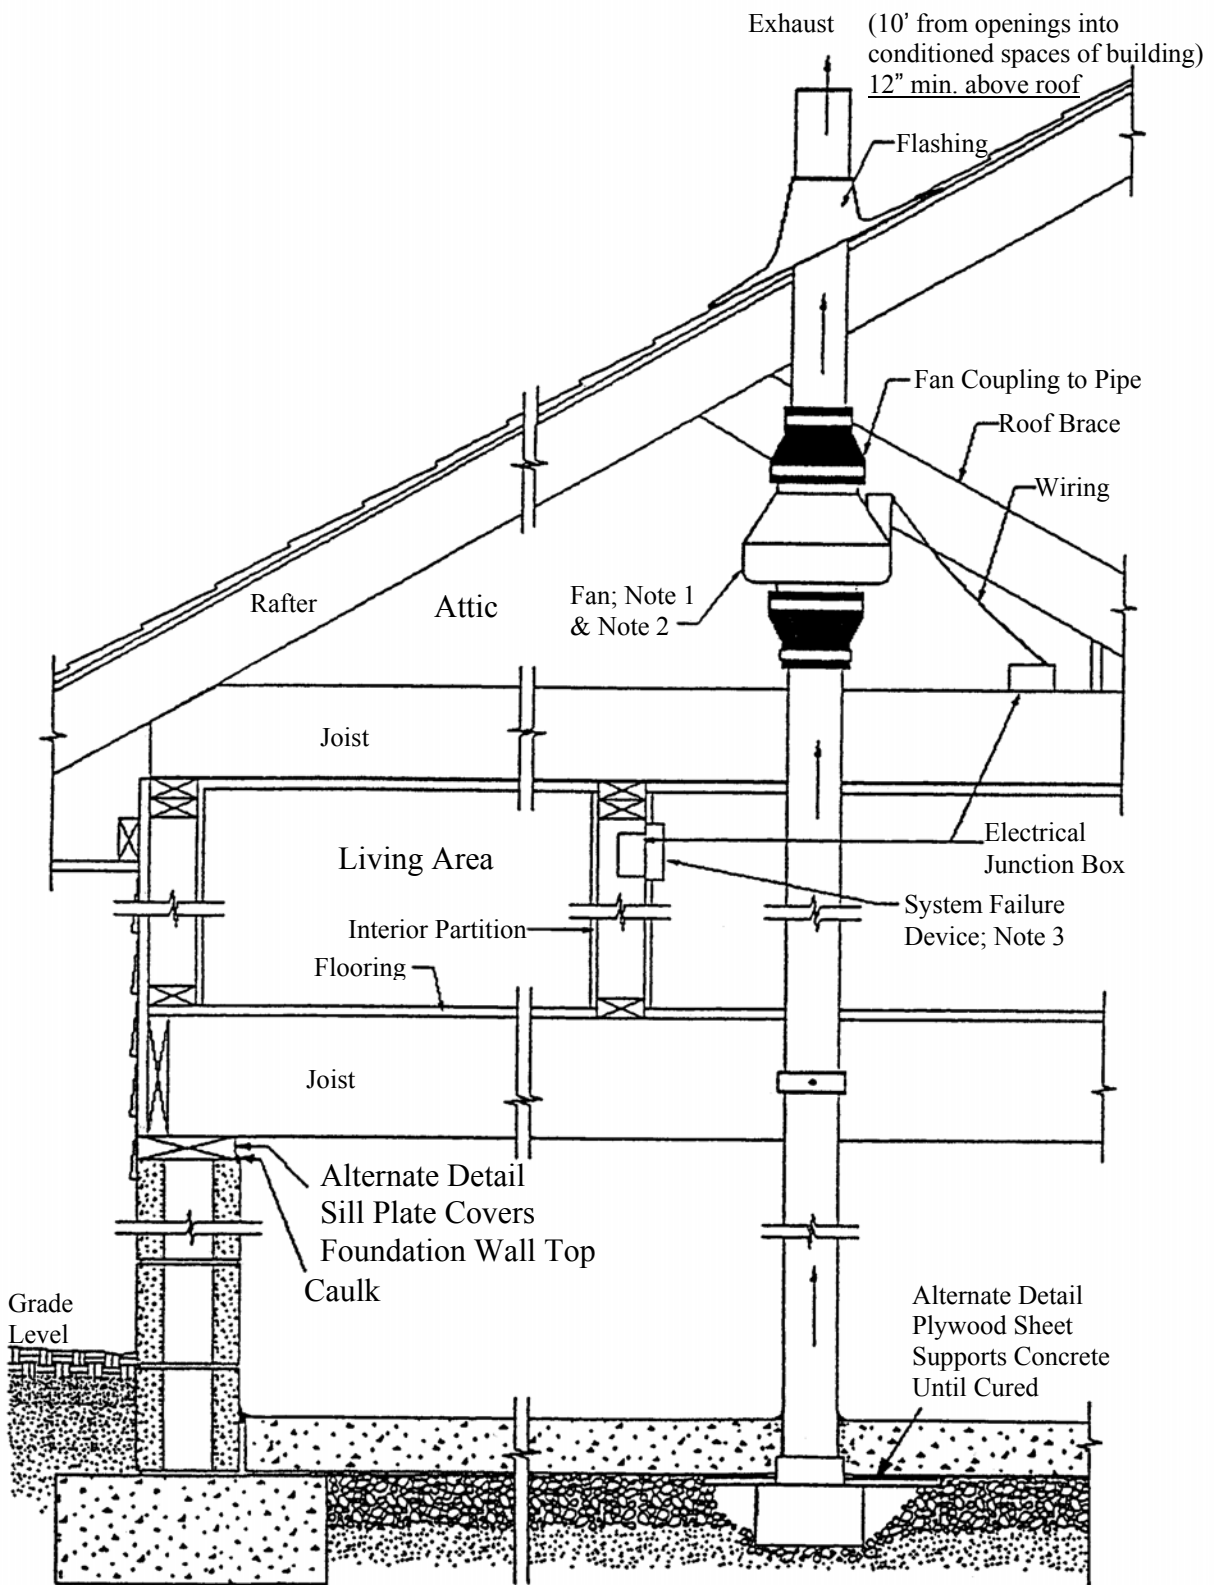 Exhaust (10’ from openings into
conditioned spaces of building)
12” min. above roof
Flashing
Fan Coupling to Pipe
Roof Brace
Wiring
Fan; Note 1
& Note 2
Rafter
Attic
Joist
Living Area
Electrical
Junction Box
System Failure
Device; Note 3
Interior Partition
Flooring
Joist
Alternate Detail
Sill Plate Covers
Foundation Wall Top
Caulk
Grade
Level
Alternate Detail
Plywood Sheet
Supports Concrete
Until Cured